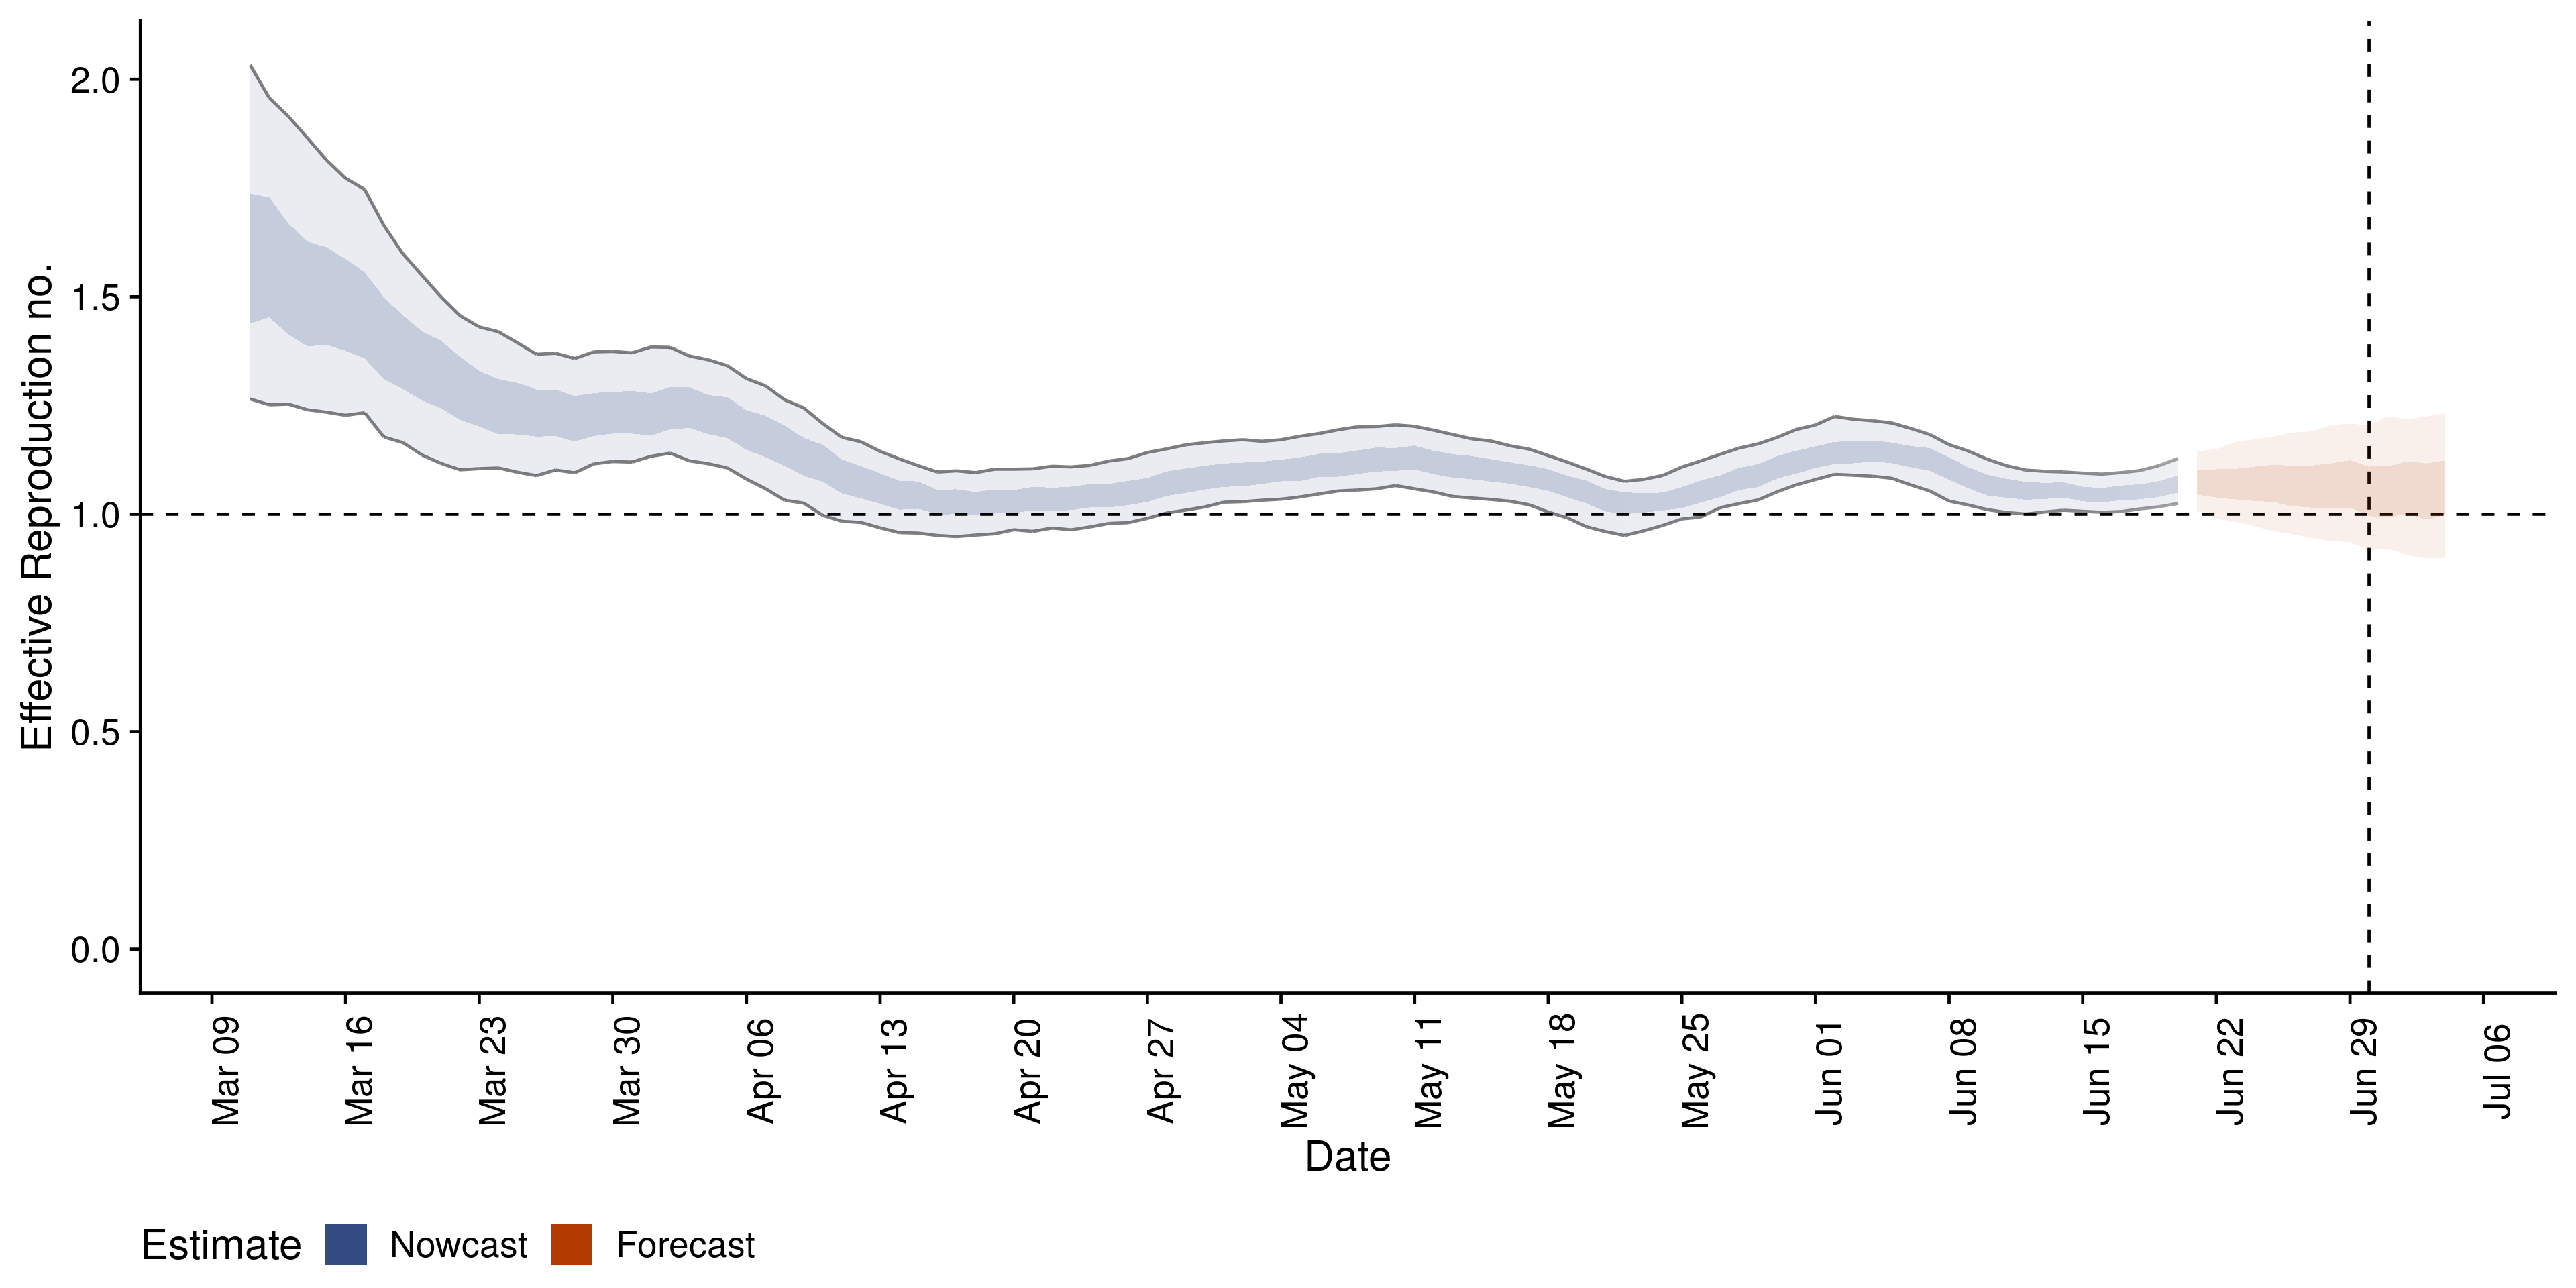 Effective Reproduction no.
2.0
1.5
1.0
0.5
0.0
Mar 09
Mar 16
Mar 23
Mar 30
Apr 06
Apr 13
Apr 20
Apr 27
May 04
May 11
May 18
May 25
Jun 01
Jun 08
Jun 15
Jun 22
Jun 29
Jul 06
Date
Estimate Nowcast Forecast